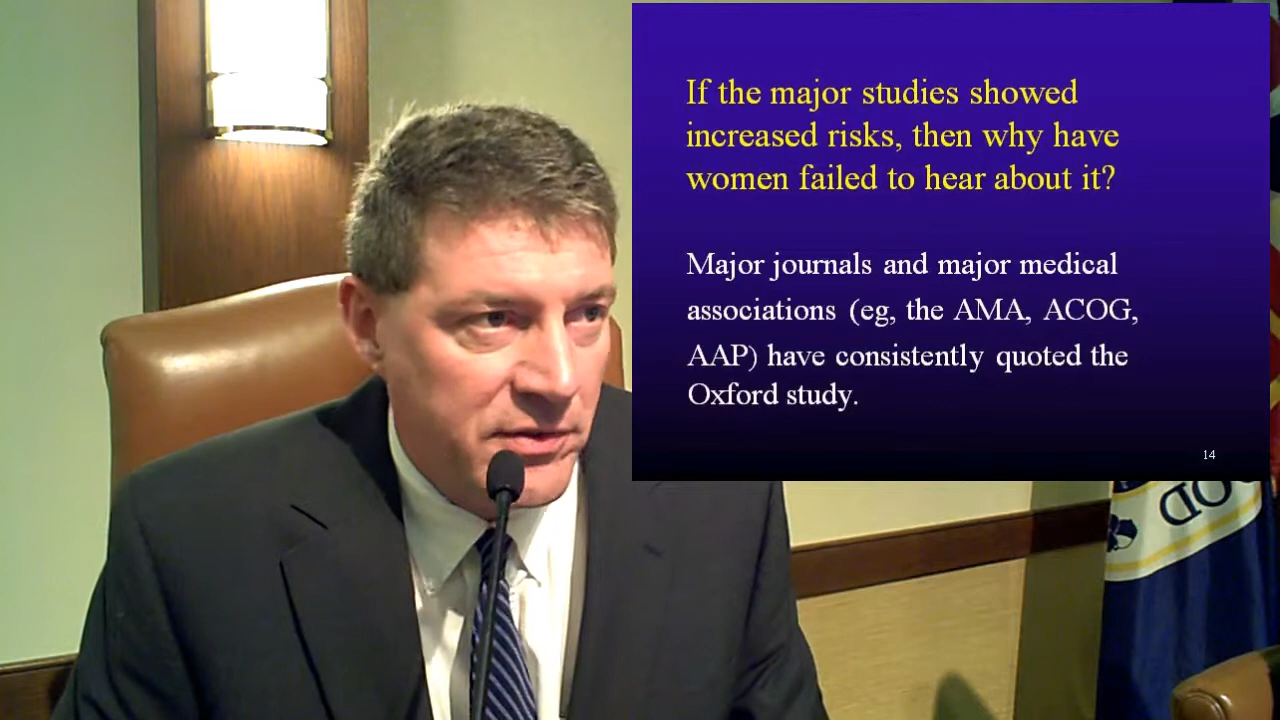 If the major studies showed
increased risks, then why have
women failed to hear about it?
Major journals and major medical
associations (eg, the AMA, ACOG,
AAP) have consistently quoted the
Oxford study.
14
OD